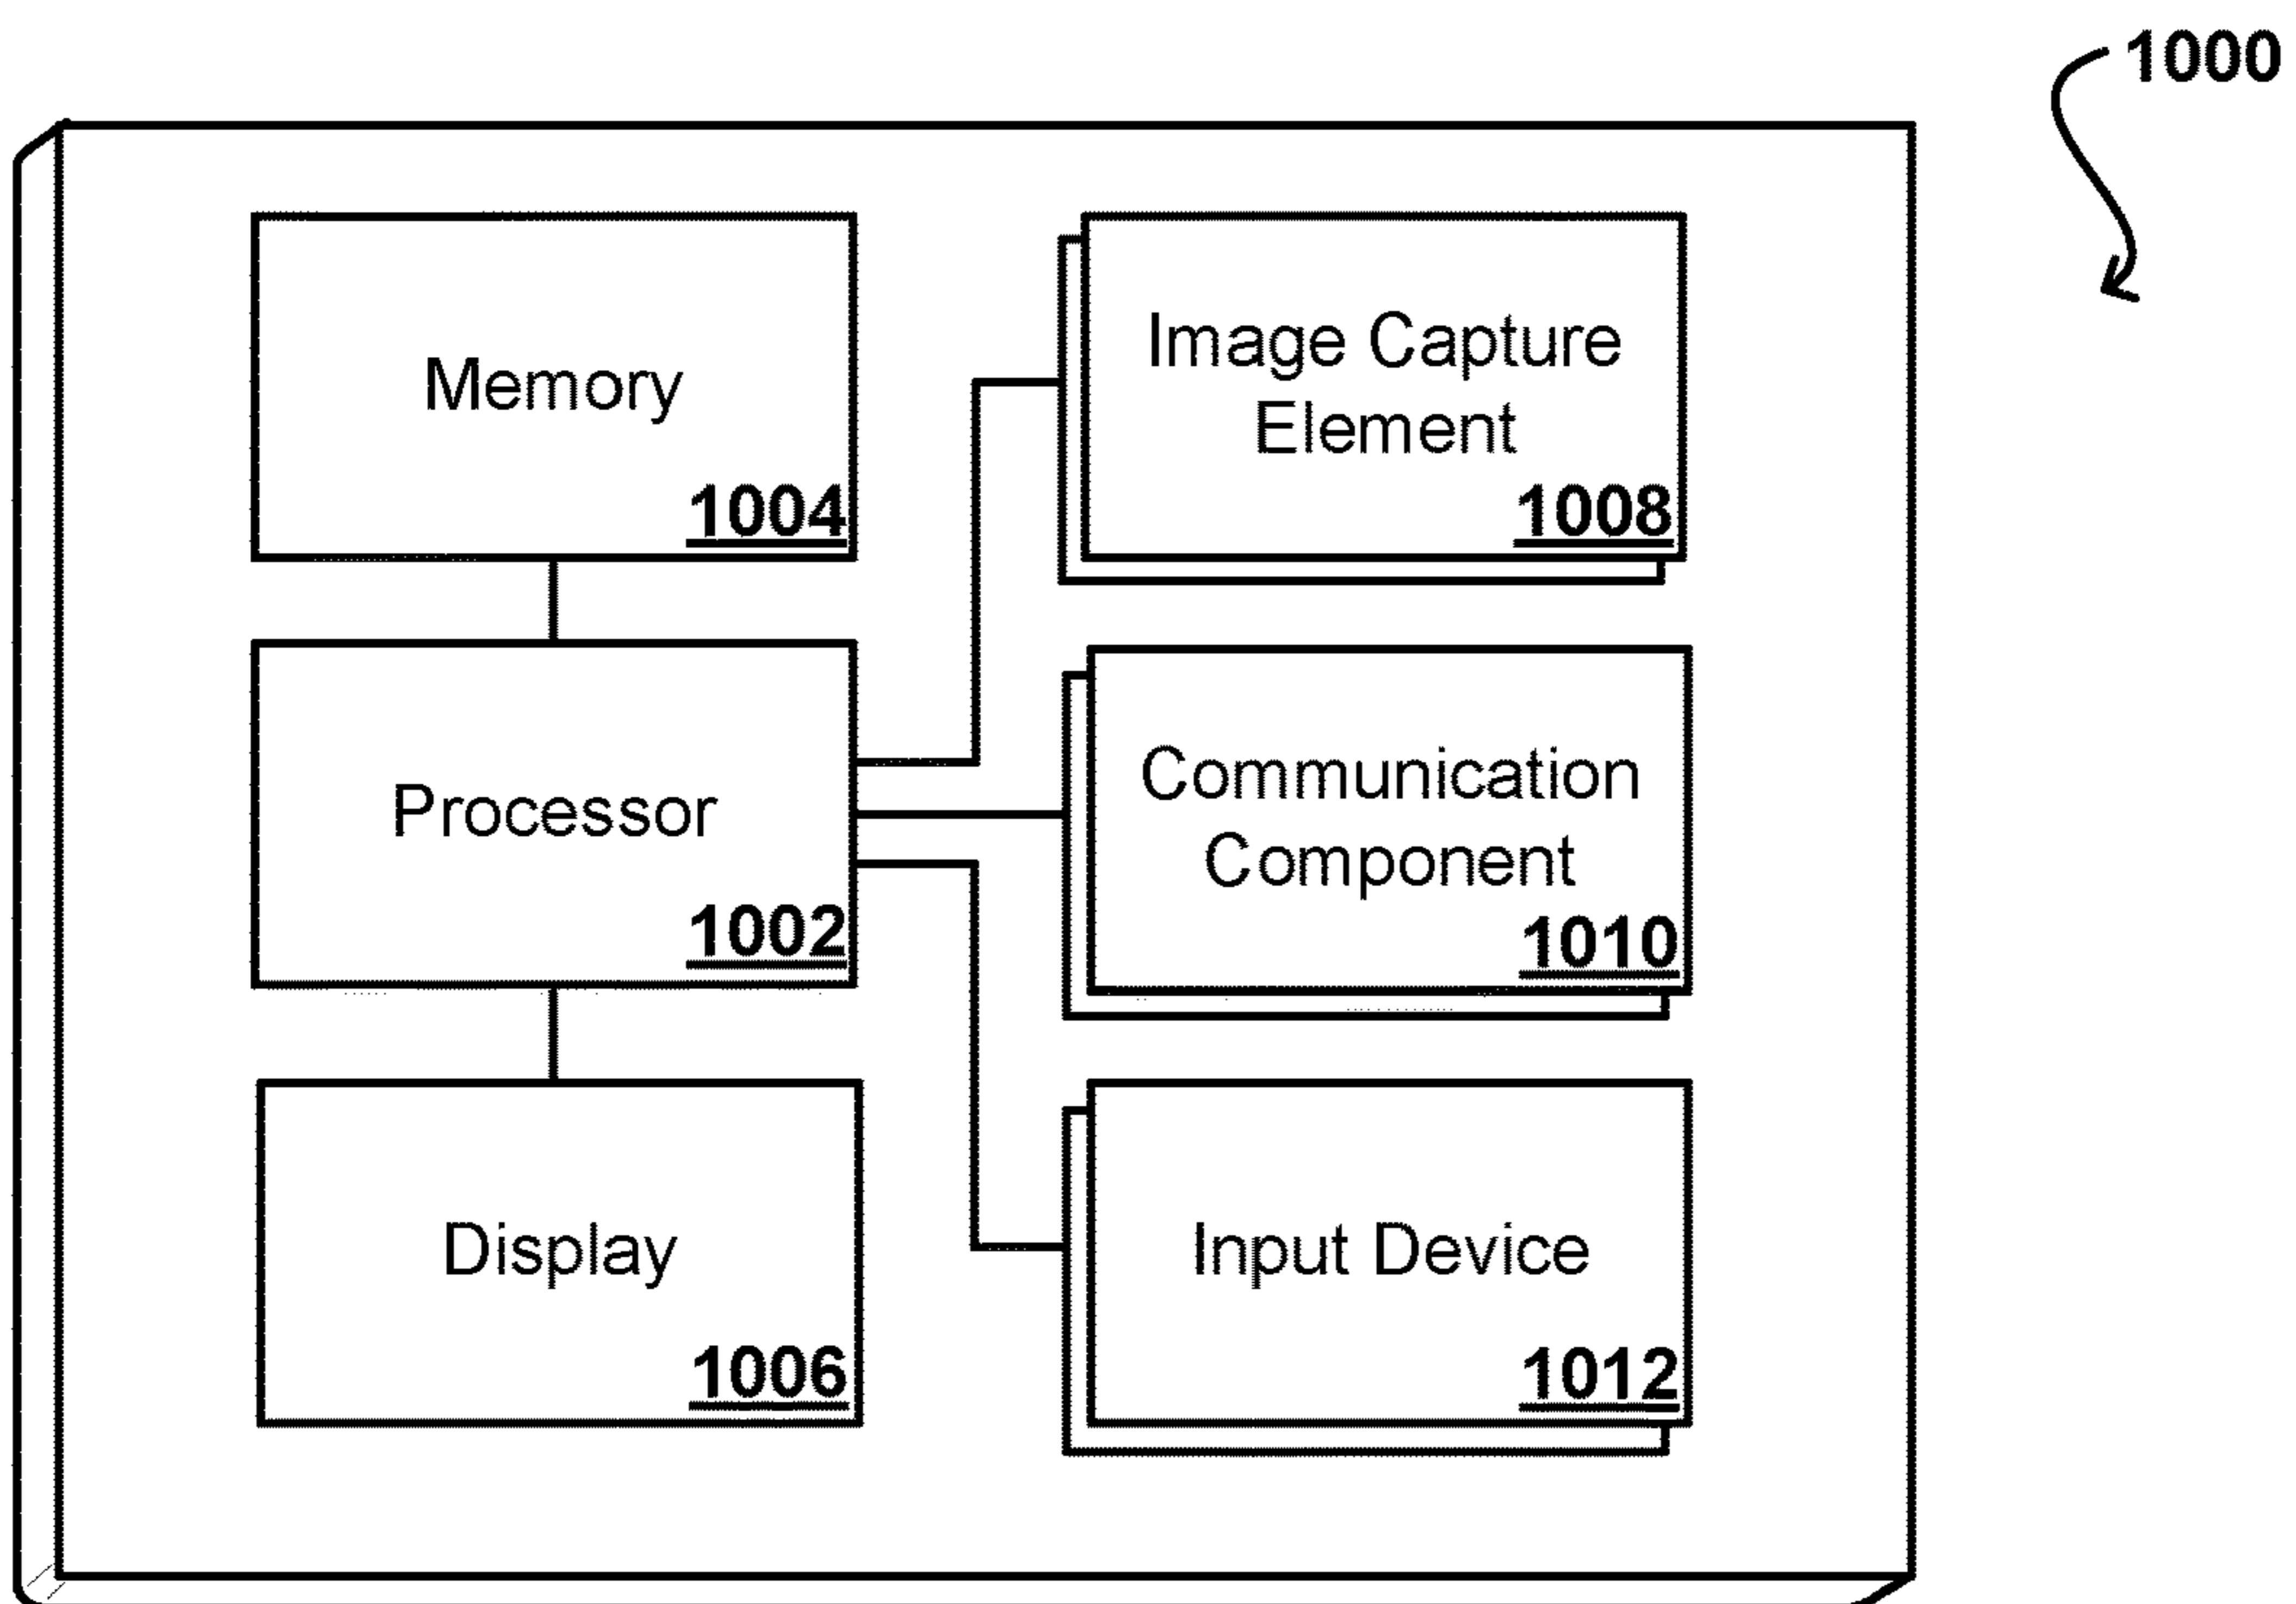 1000
Memory
1004
Image Capture
Element
1008
Processor
1002
Communication
Component
1010
Display
1006
Input Device
1012